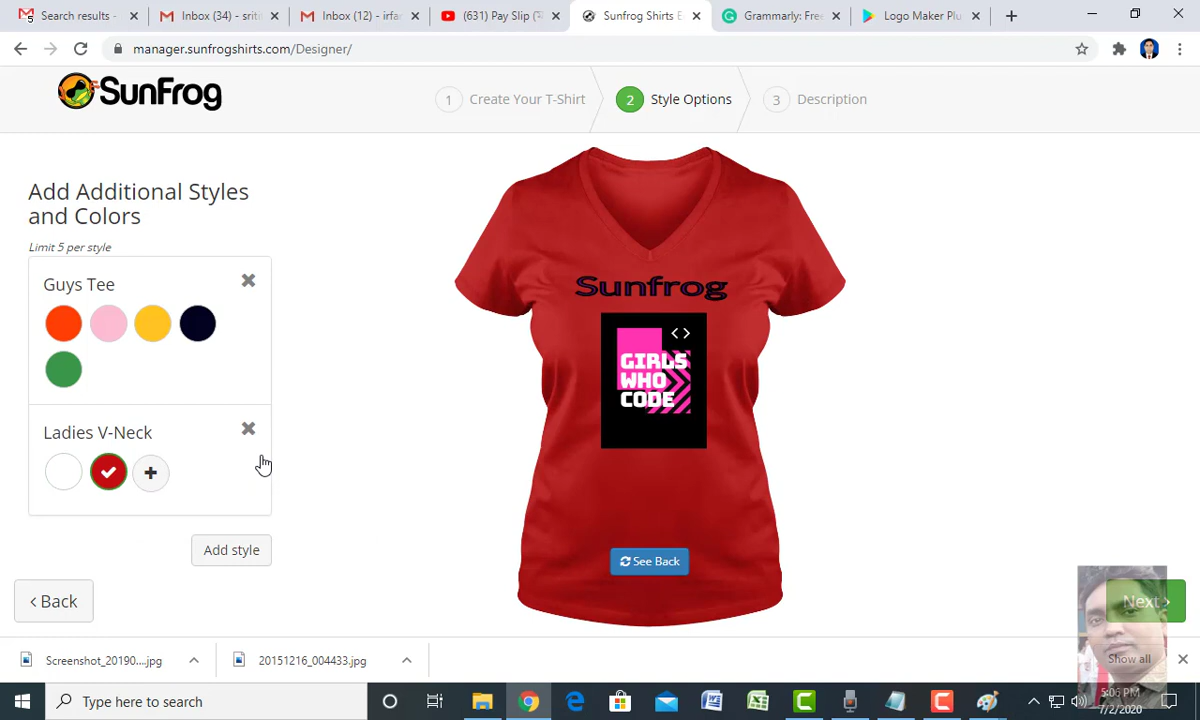 Search results -
Inbox (34) - srito
Inbox (12) - irfan
(631) Pay Slip (
Sunfrog Shirts E
Grammarly: Free
Logo Maker Plu
manager.sunfrogshirts.com/Designer/
SunFrog
1 Create Your T-Shirt
2 Style Options
3 Description
Add Additional Styles
and Colors
Limit 5 per style
Guys Tee
Ladies V-Neck
Add style
Back
Sunfrog
< >
GIRLS
WHO
CODE
See Back
Next
Screenshot_20190....jpg
20151216_004433.jpg
Show all
Type here to search
5:06 PM
7/2/2020